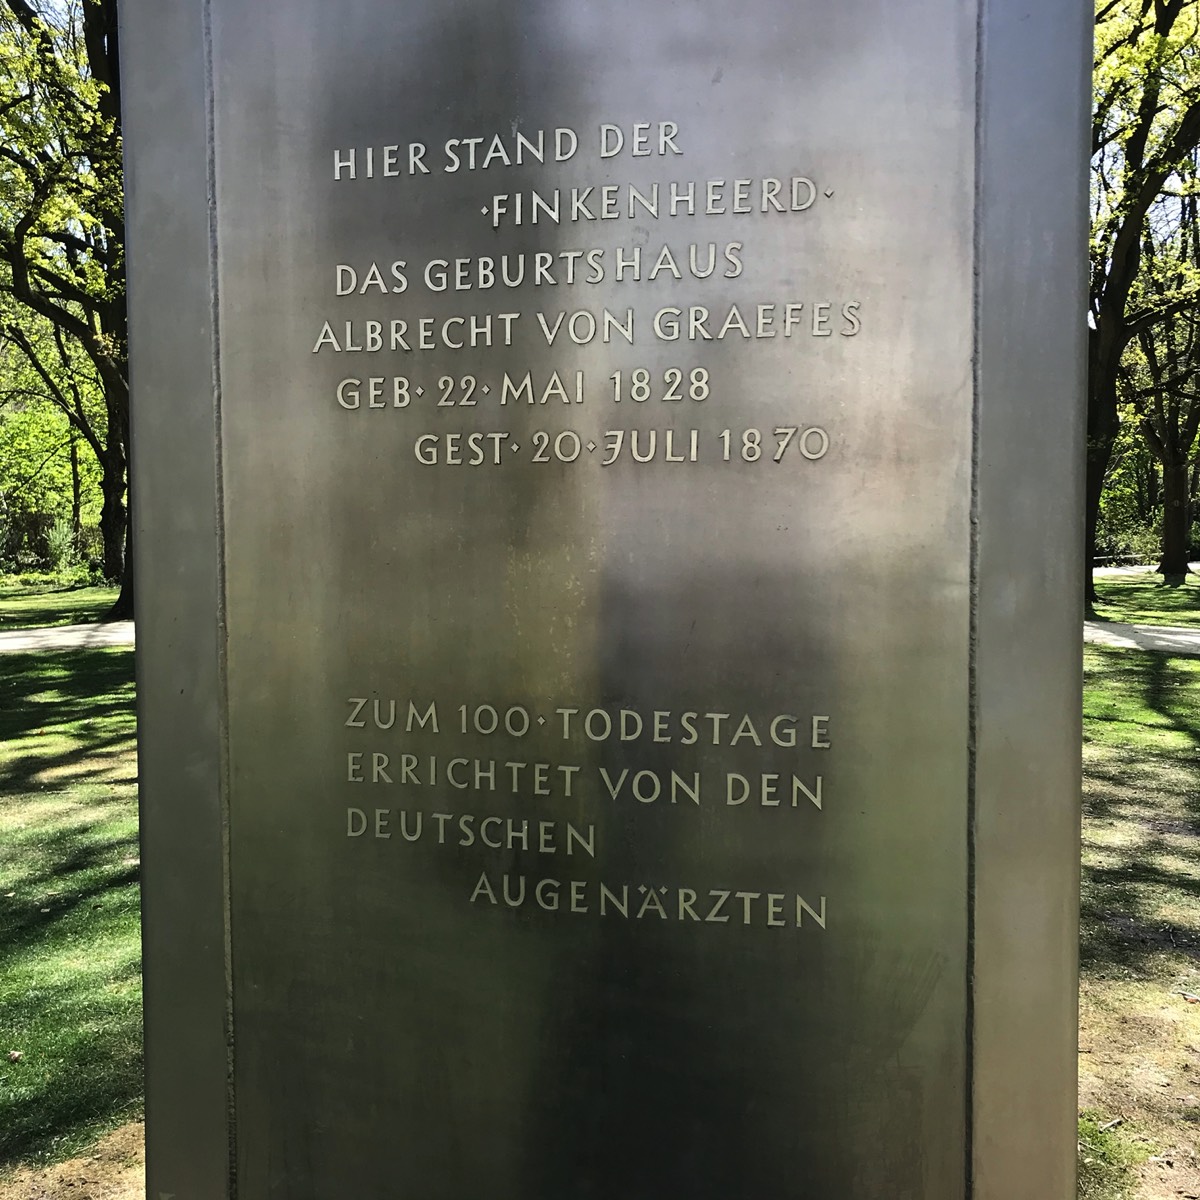 HIER STAND DER
·FINKENHEERD·
DAS GEBURTSHAUS
ALBRECHT VON GRAEFES
GEB· 22· MAI 1828
GEST· 20· JULI 1870
ZUM 100· TODESTAGE
ERRICHTET VON DEN
DEUTSCHEN
AUGENÄRZTEN